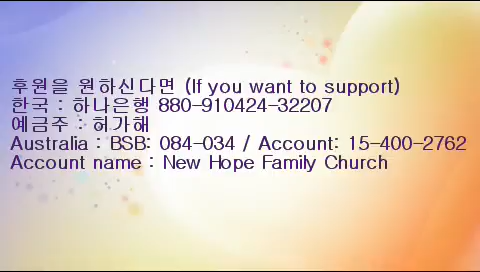 후원을 원하신다면 (If you want to support)
한국 : 하나은행 880-910424-32207
예금주 : 허가해
Australia : BSB: 084-034 / Account: 15-400-2762
Account name : New Hope Family Church